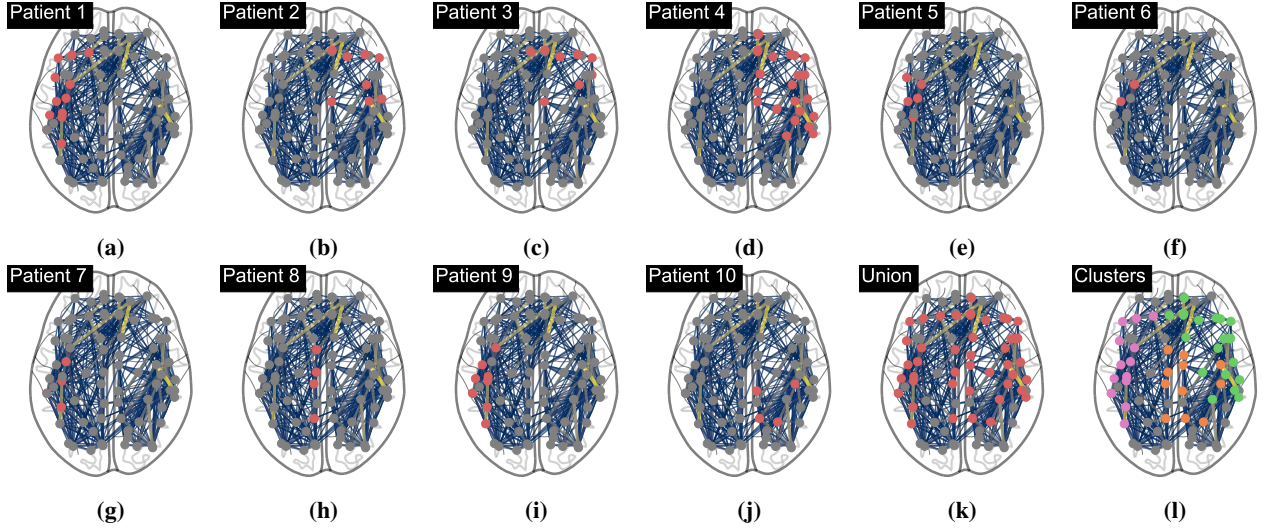 Patient 1 Patient 2 Patient 3 Patient 4 Patient 5 Patient 6
(a) (b) (c) (d) (e) (f)
Patient 7 Patient 8 Patient 9 Patient 10 Union Clusters
(g) (h) (i) (j) (k) (l)